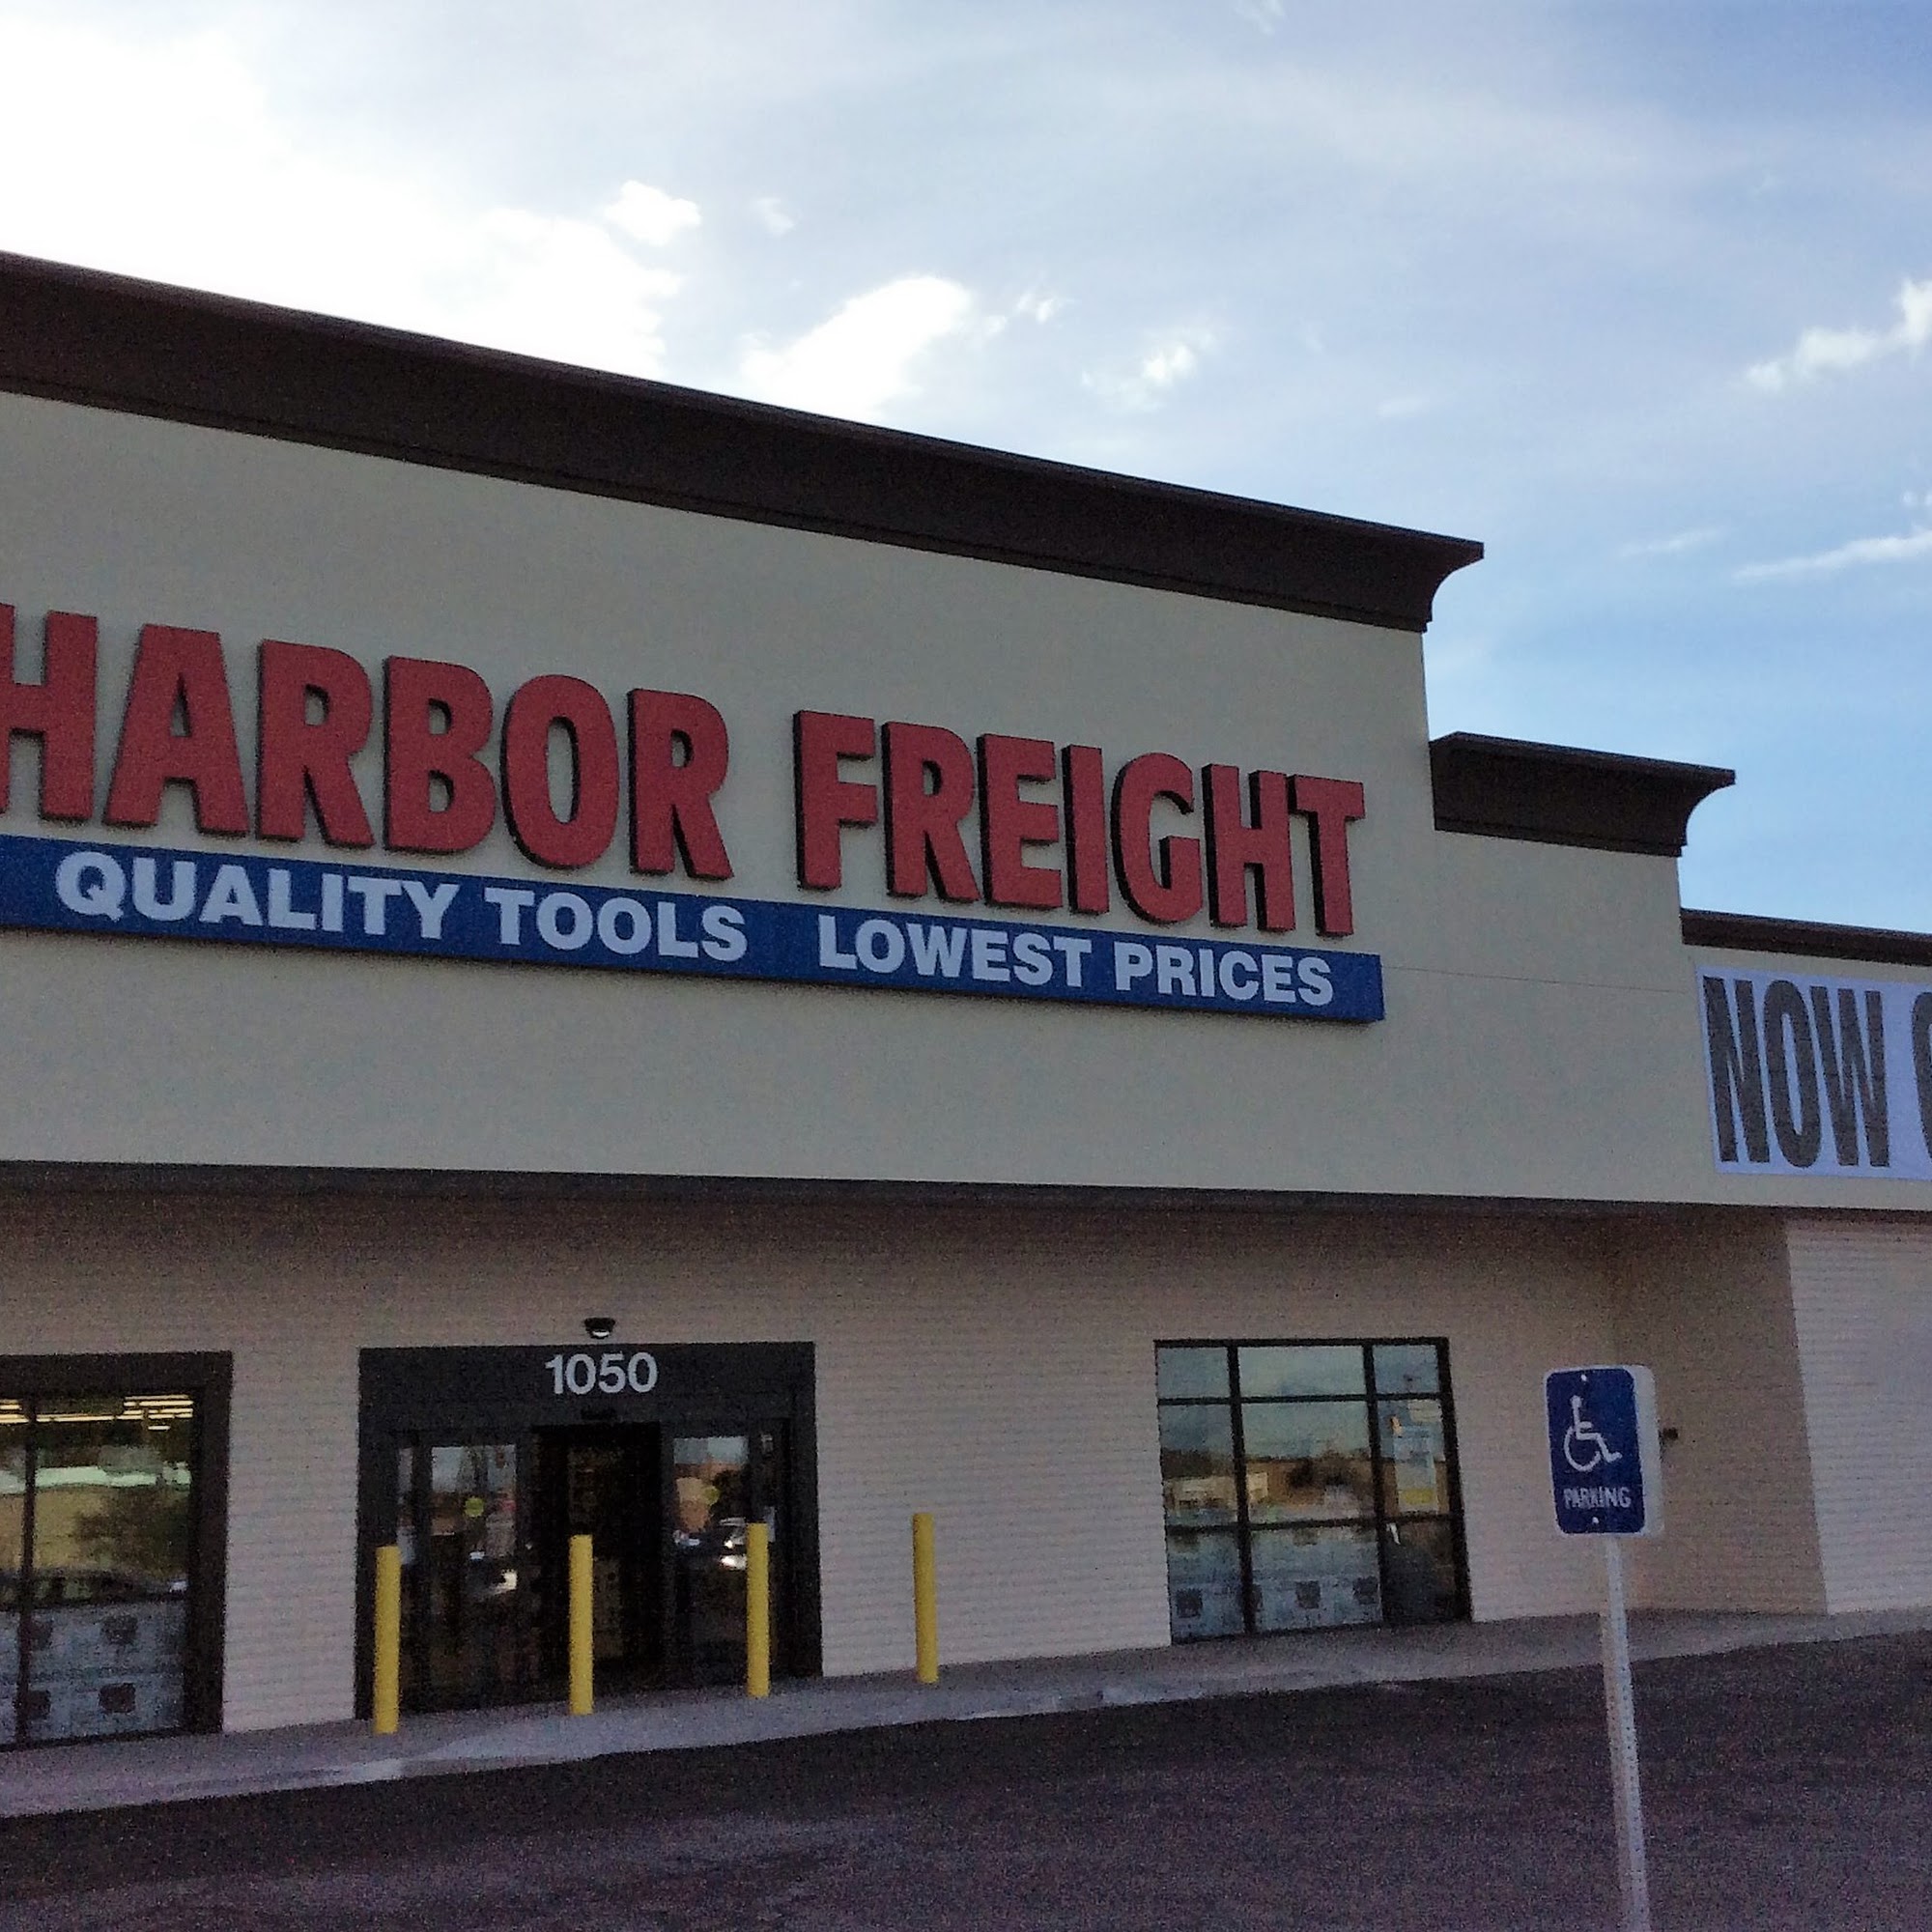 HARBOR FREIGHT
QUALITY TOOLS LOWEST PRICES
NOW
1050
PARKING